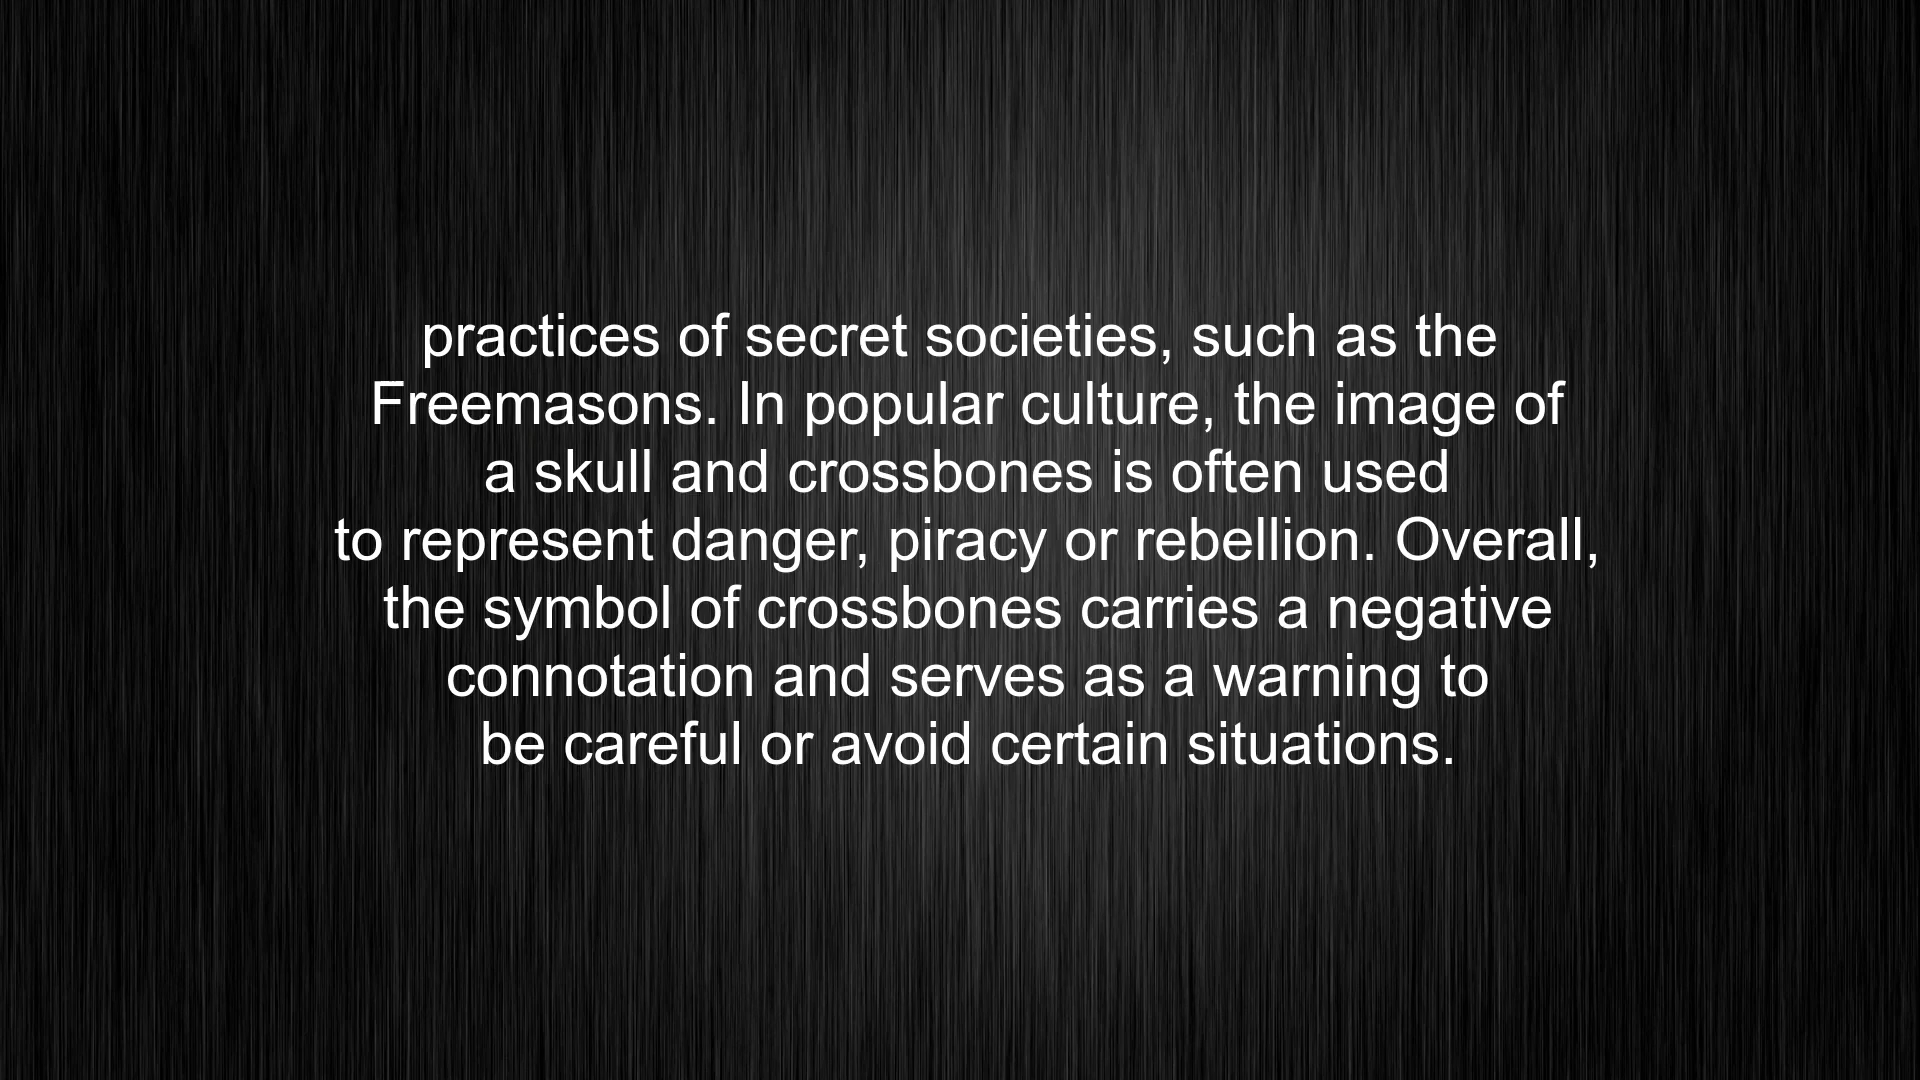 practices of secret societies, such as the
Freemasons. In popular culture, the image of
a skull and crossbones is often used
to represent danger, piracy or rebellion. Overall,
the symbol of crossbones carries a negative
connotation and serves as a warning to
be careful or avoid certain situations.